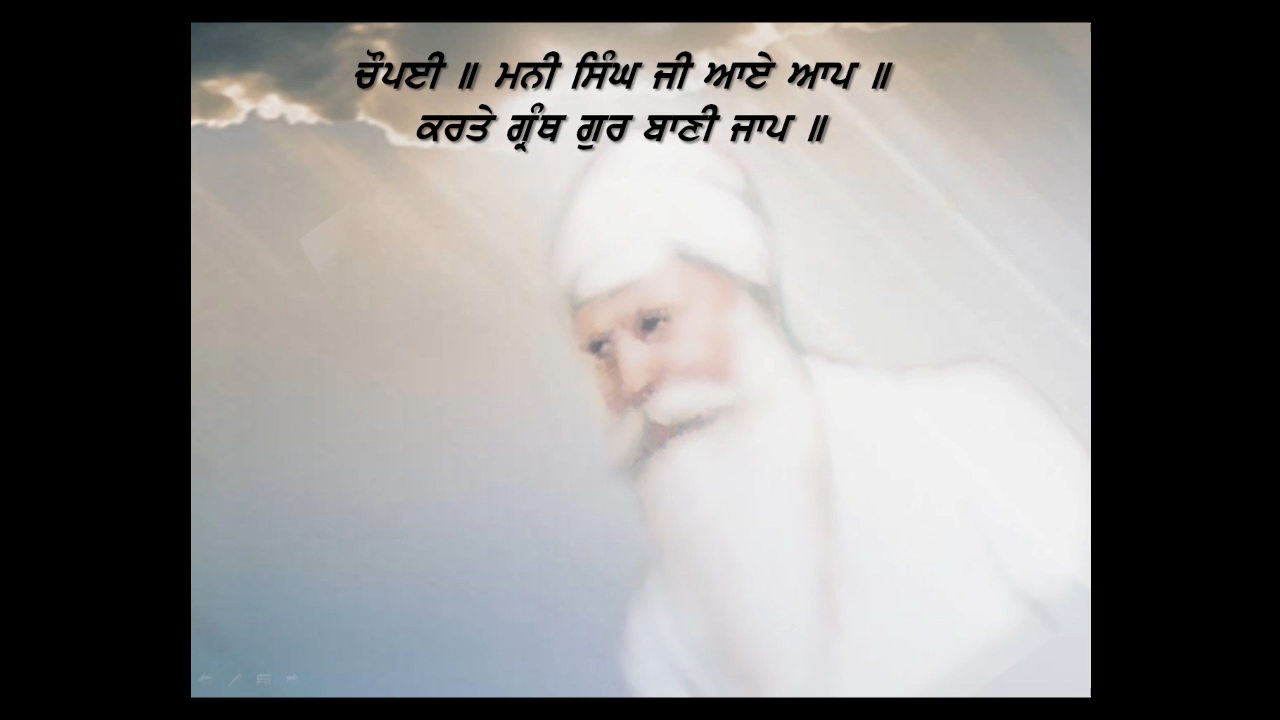 ਚੌਪਈ ॥ ਮਨੀ ਸਿੰਘ ਜੀ ਆਏ ਆਪ ॥
ਕਰਤੇ ਗ੍ਰੰਥ ਗੁਰ ਬਾਣੀ ਜਾਪ ॥